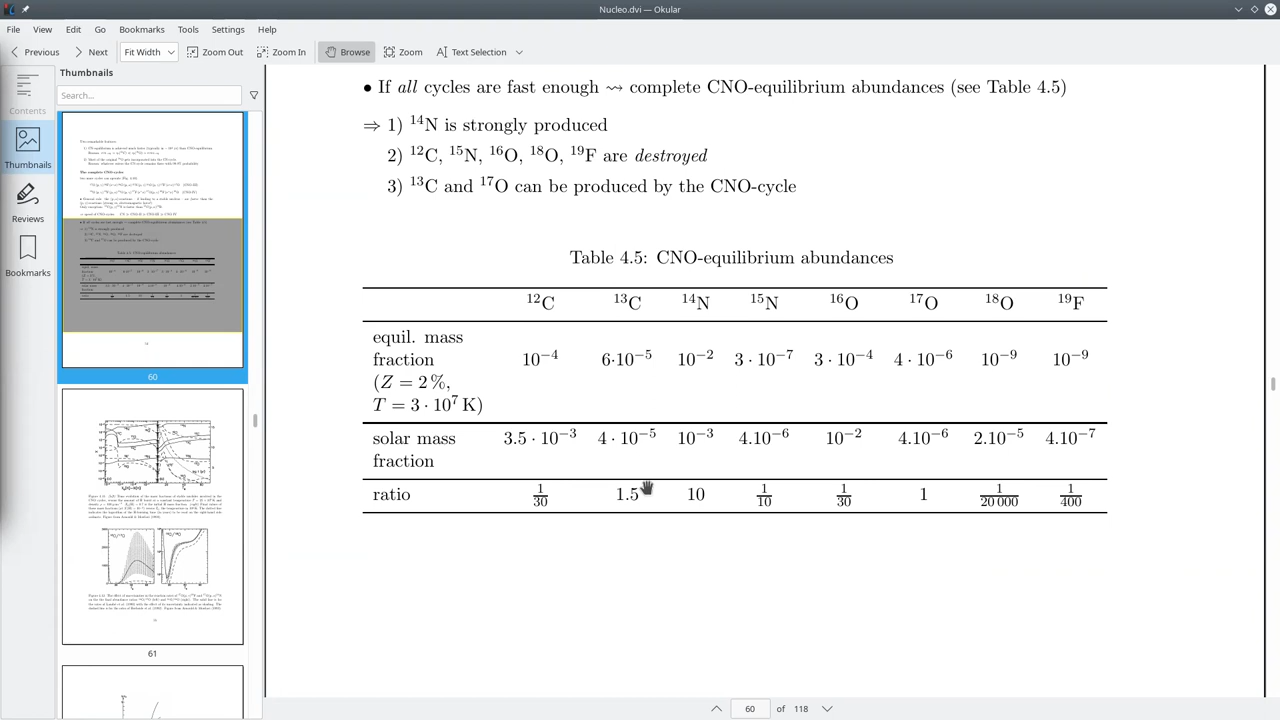 Nucleo.dvi — Okular
File View Edit Go Bookmarks Tools Settings Help
Previous Next Fit Width Zoom Out Zoom In Browse Zoom Text Selection
Contents
Thumbnails
Reviews
Bookmarks
Thumbnails
Search...
60
61
• If all cycles are fast enough ⇝ complete CNO-equilibrium abundances (see Table 4.5)
⇒ 1) ¹⁴N is strongly produced
2) ¹²C, ¹⁵N, ¹⁶O, ¹⁸O, ¹⁹F are destroyed
3) ¹³C and ¹⁷O can be produced by the CNO-cycle
Table 4.5: CNO-equilibrium abundances
¹²C ¹³C ¹⁴N ¹⁵N ¹⁶O ¹⁷O ¹⁸O ¹⁹F
equil. mass
fraction 10⁻⁴ 6·10⁻⁵ 10⁻² 3 · 10⁻⁷ 3 · 10⁻⁴ 4 · 10⁻⁶ 10⁻⁹ 10⁻⁹
(Z = 2 %,
T = 3 · 10⁷ K)
solar mass 3.5 · 10⁻³ 4 · 10⁻⁵ 10⁻³ 4.10⁻⁶ 10⁻² 4.10⁻⁶ 2.10⁻⁵ 4.10⁻⁷
fraction
ratio 1/30 1.5 10 1/10 1/30 1 1/20 000 1/400
60 of 118